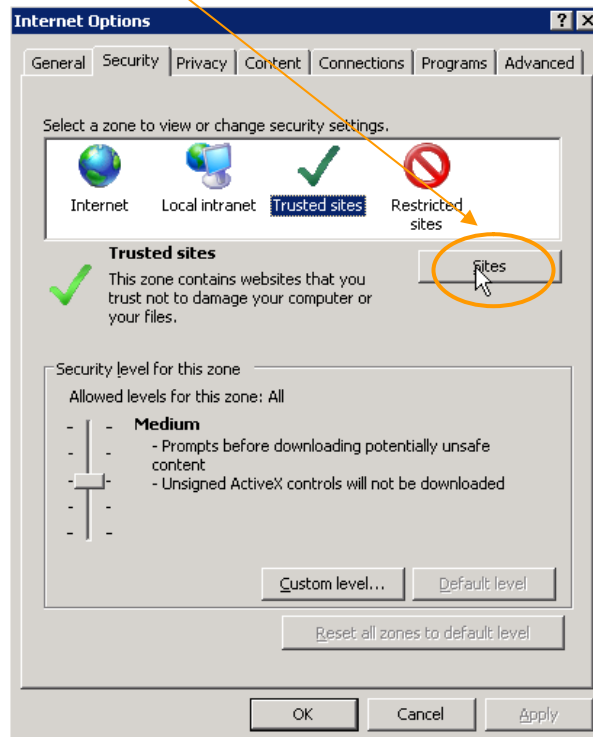 Internet Options
General Security Privacy Content Connections Programs Advanced
Select a zone to view or change security settings.
Internet
Local intranet
Trusted sites
Restricted
sites
Trusted sites
This zone contains websites that you
trust not to damage your computer or
your files.
Sites
Security level for this zone
Allowed levels for this zone: All
Medium
- Prompts before downloading potentially unsafe
content
- Unsigned ActiveX controls will not be downloaded
Custom level...
Default level
Reset all zones to default level
OK
Cancel
Apply